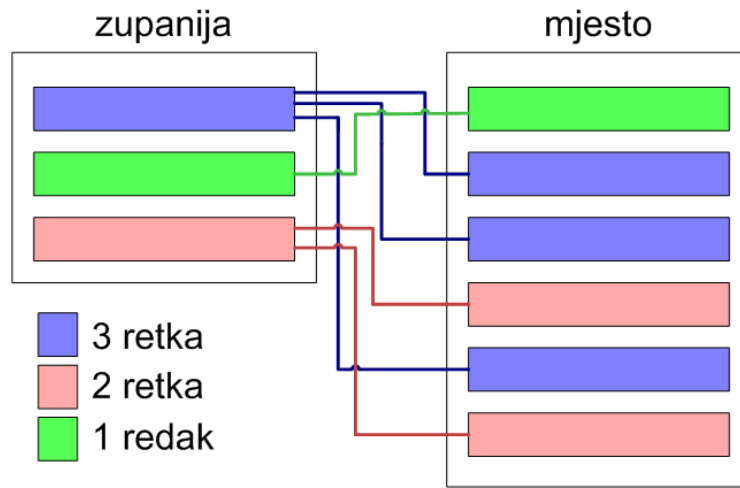 zupanija
mjesto
3 retka
2 retka
1 redak